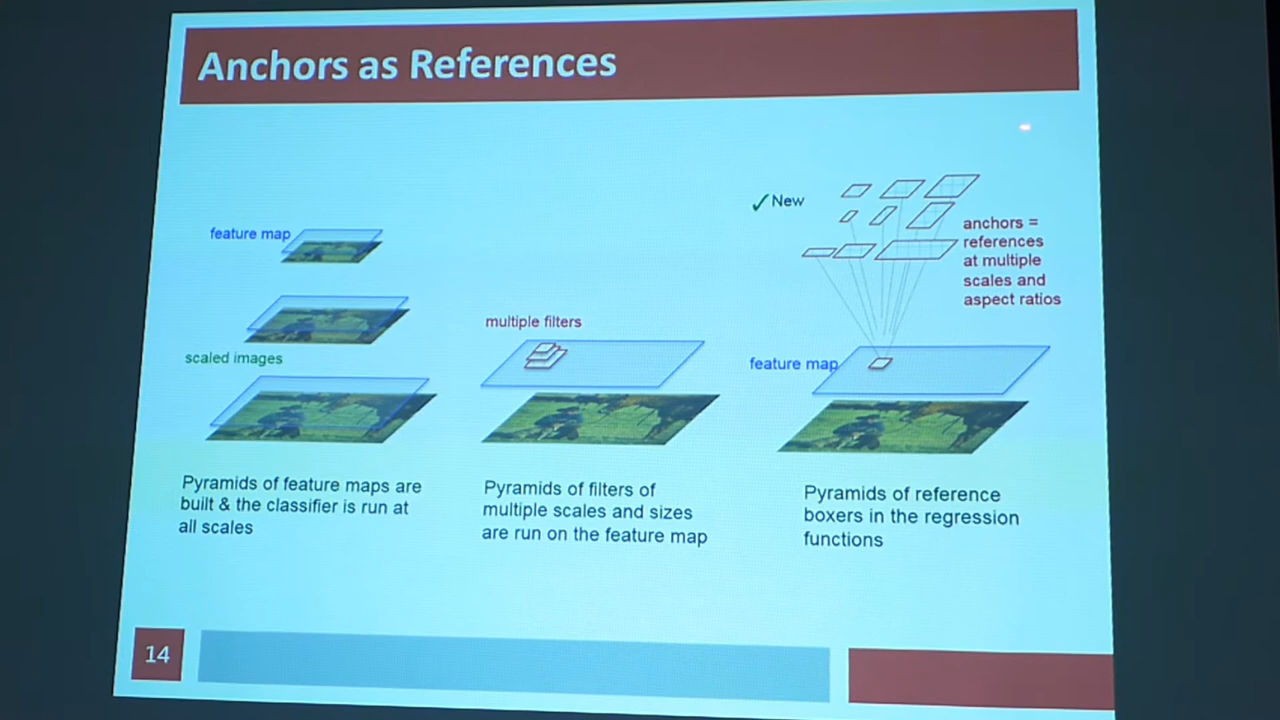 Anchors as References
feature map
scaled images
Pyramids of feature maps are
built & the classifier is run at
all scales
multiple filters
Pyramids of filters of
multiple scales and sizes
are run on the feature map
✓New
anchors =
references
at multiple
scales and
aspect ratios
feature map
Pyramids of reference
boxers in the regression
functions
14